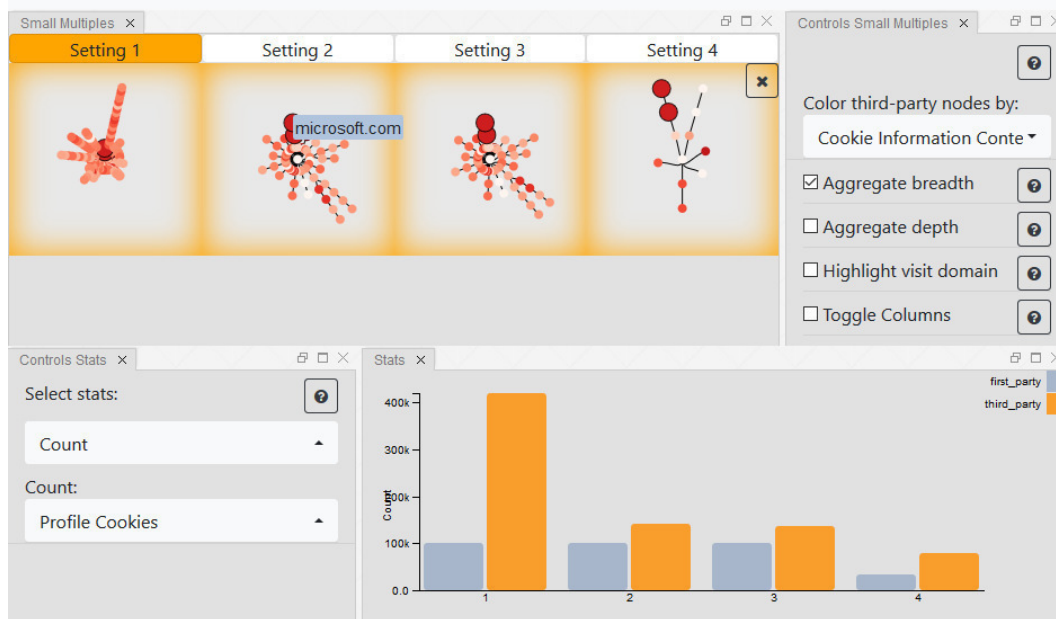 Small Multiples
Setting 1
Setting 2
Setting 3
Setting 4
microsoft.com
Controls Small Multiples
Color third-party nodes by:
Cookie Information Conte
Aggregate breadth
Aggregate depth
Highlight visit domain
Toggle Columns
Controls Stats
Select stats:
Count
Count:
Profile Cookies
Stats
first_party
third_party
400k
300k
200k
100k
0.0
Count
1
2
3
4